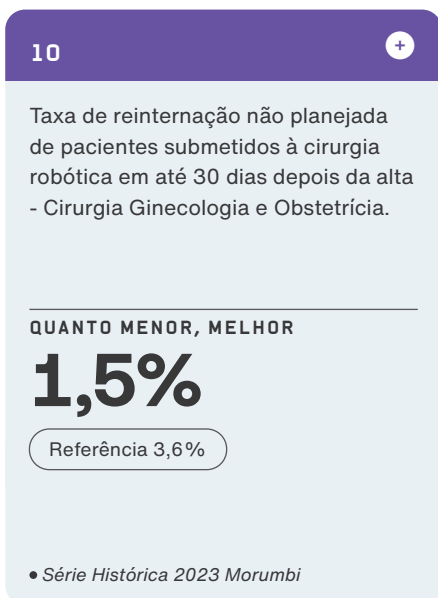 10
+
Taxa de reinternação não planejada
de pacientes submetidos à cirurgia
robótica em até 30 dias depois da alta
- Cirurgia Ginecologia e Obstetrícia.
QUANTO MENOR, MELHOR
1,5%
Referência 3,6%
• Série Histórica 2023 Morumbi